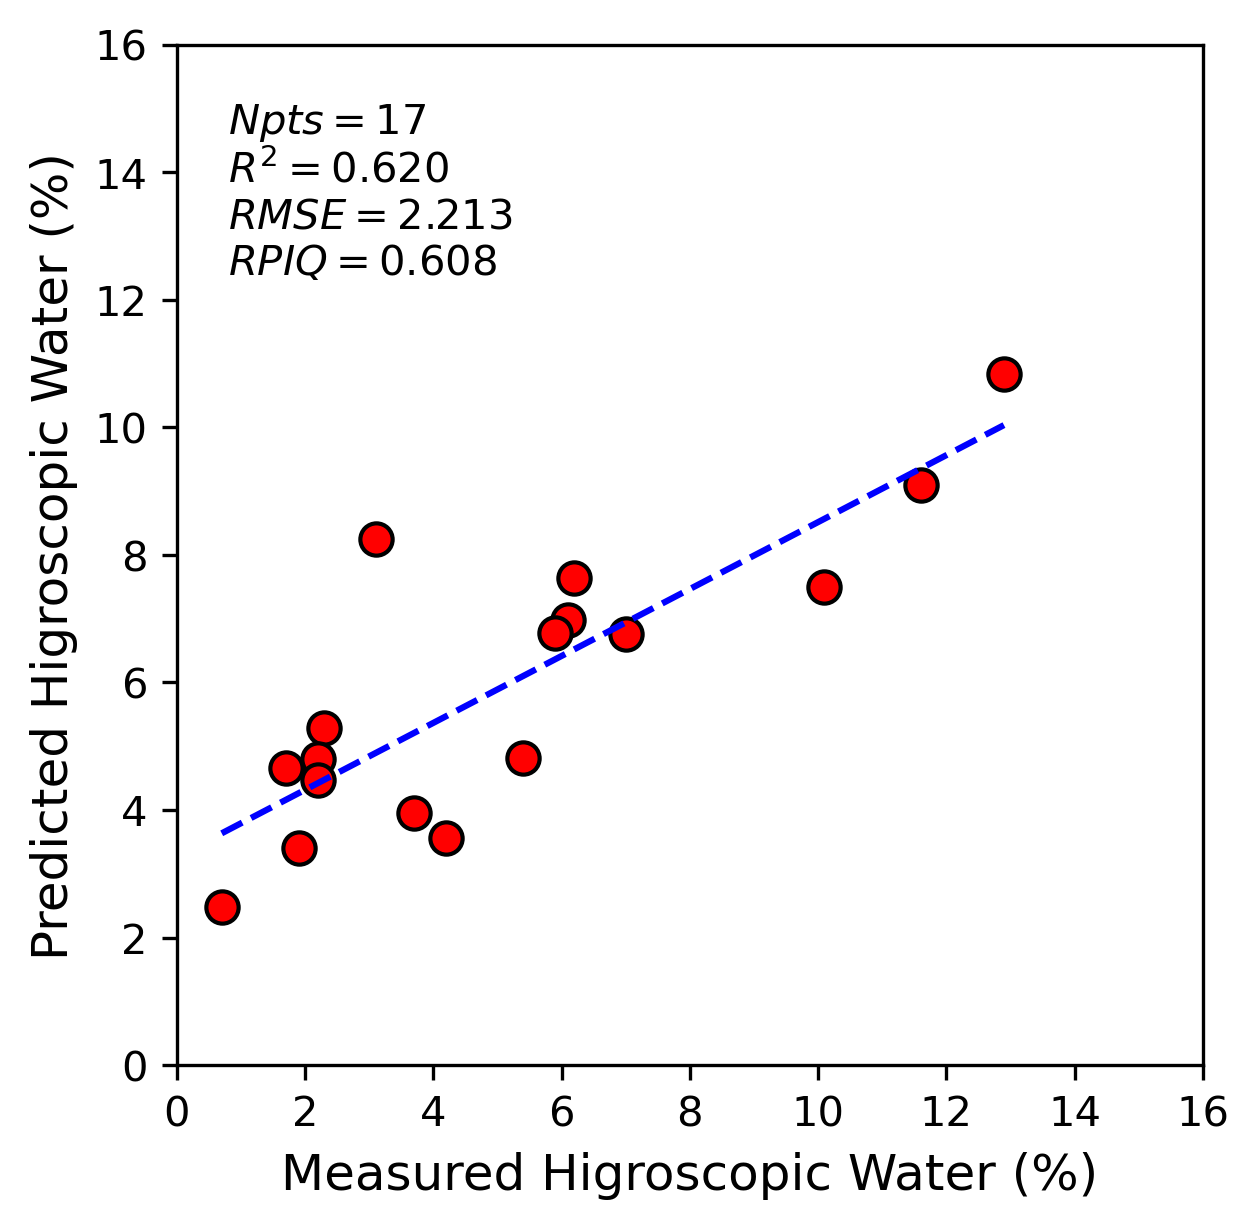 Npts = 17
R² = 0.620
RMSE = 2.213
RPIQ = 0.608
Predicted Higroscopic Water (%)
16
14
12
10
8
6
4
2
0
0 2 4 6 8 10 12 14 16
Measured Higroscopic Water (%)